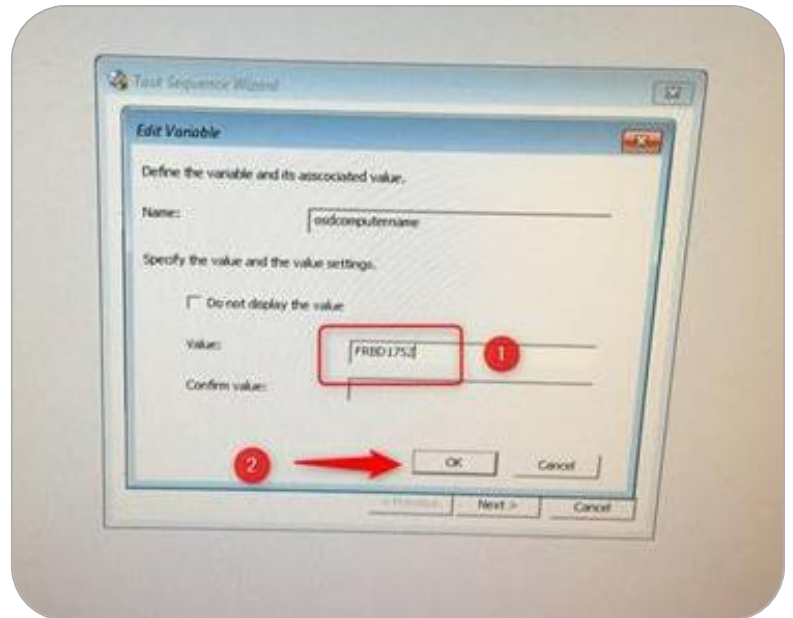 Task Sequence Wizard
Edit Variable
Define the variable and its asscociated value.
Name:
osdcomputername
Specify the value and the value settings.
Do not display the value
Value:
FRBD1752
1
Confirm value:
2
OK
Cancel
Next >
Cancel